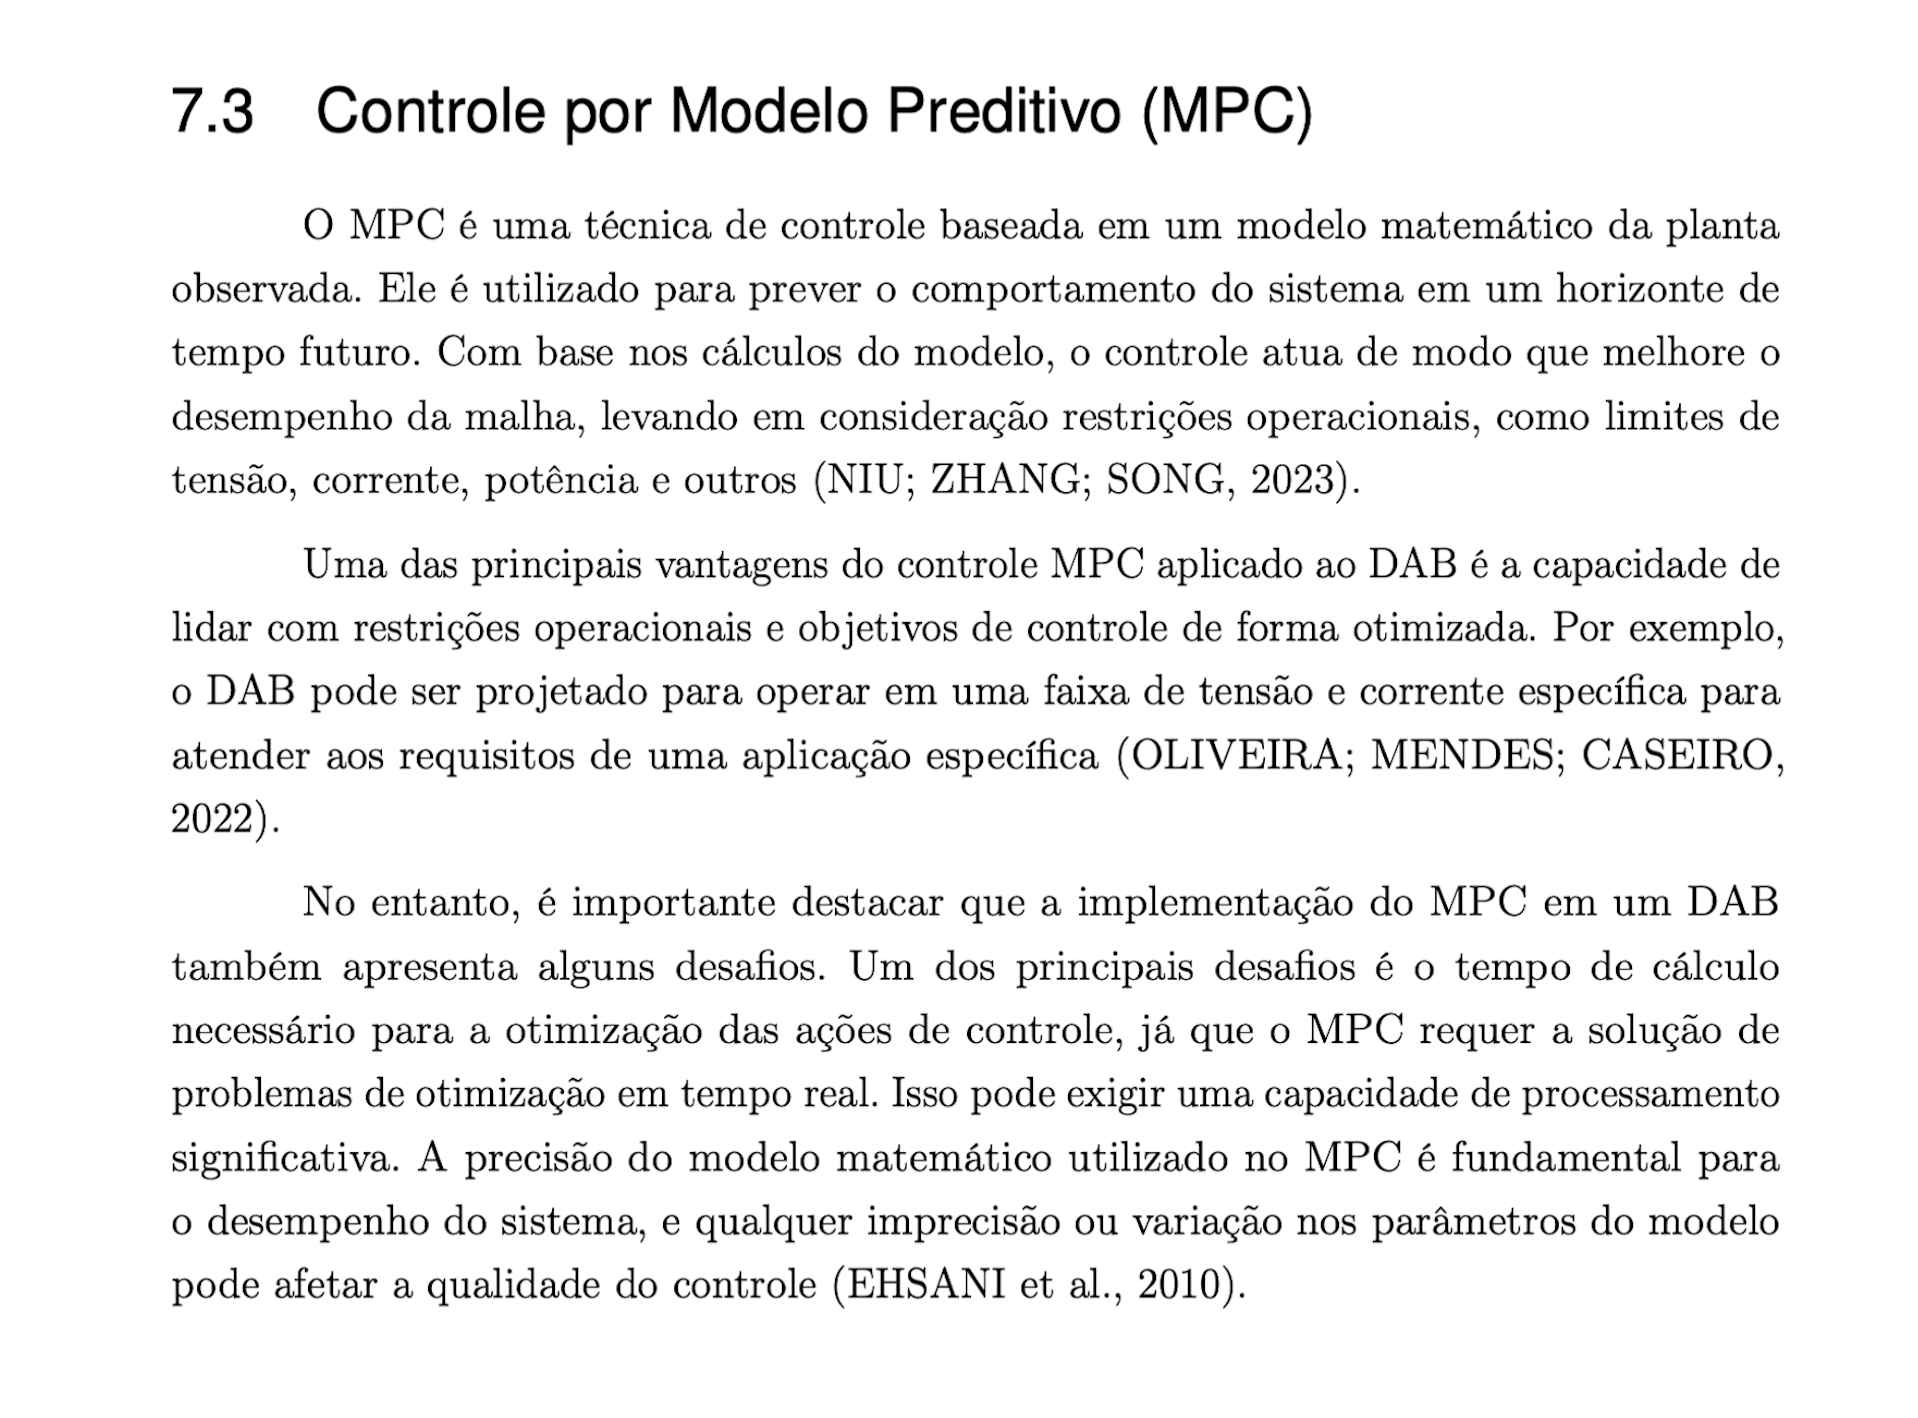 7.3 Controle por Modelo Preditivo (MPC)
O MPC é uma técnica de controle baseada em um modelo matemático da planta
observada. Ele é utilizado para prever o comportamento do sistema em um horizonte de
tempo futuro. Com base nos cálculos do modelo, o controle atua de modo que melhore o
desempenho da malha, levando em consideração restrições operacionais, como limites de
tensão, corrente, potência e outros (NIU; ZHANG; SONG, 2023).
Uma das principais vantagens do controle MPC aplicado ao DAB é a capacidade de
lidar com restrições operacionais e objetivos de controle de forma otimizada. Por exemplo,
o DAB pode ser projetado para operar em uma faixa de tensão e corrente específica para
atender aos requisitos de uma aplicação específica (OLIVEIRA; MENDES; CASEIRO,
2022).
No entanto, é importante destacar que a implementação do MPC em um DAB
também apresenta alguns desafios. Um dos principais desafios é o tempo de cálculo
necessário para a otimização das ações de controle, já que o MPC requer a solução de
problemas de otimização em tempo real. Isso pode exigir uma capacidade de processamento
significativa. A precisão do modelo matemático utilizado no MPC é fundamental para
o desempenho do sistema, e qualquer imprecisão ou variação nos parâmetros do modelo
pode afetar a qualidade do controle (EHSANI et al., 2010).